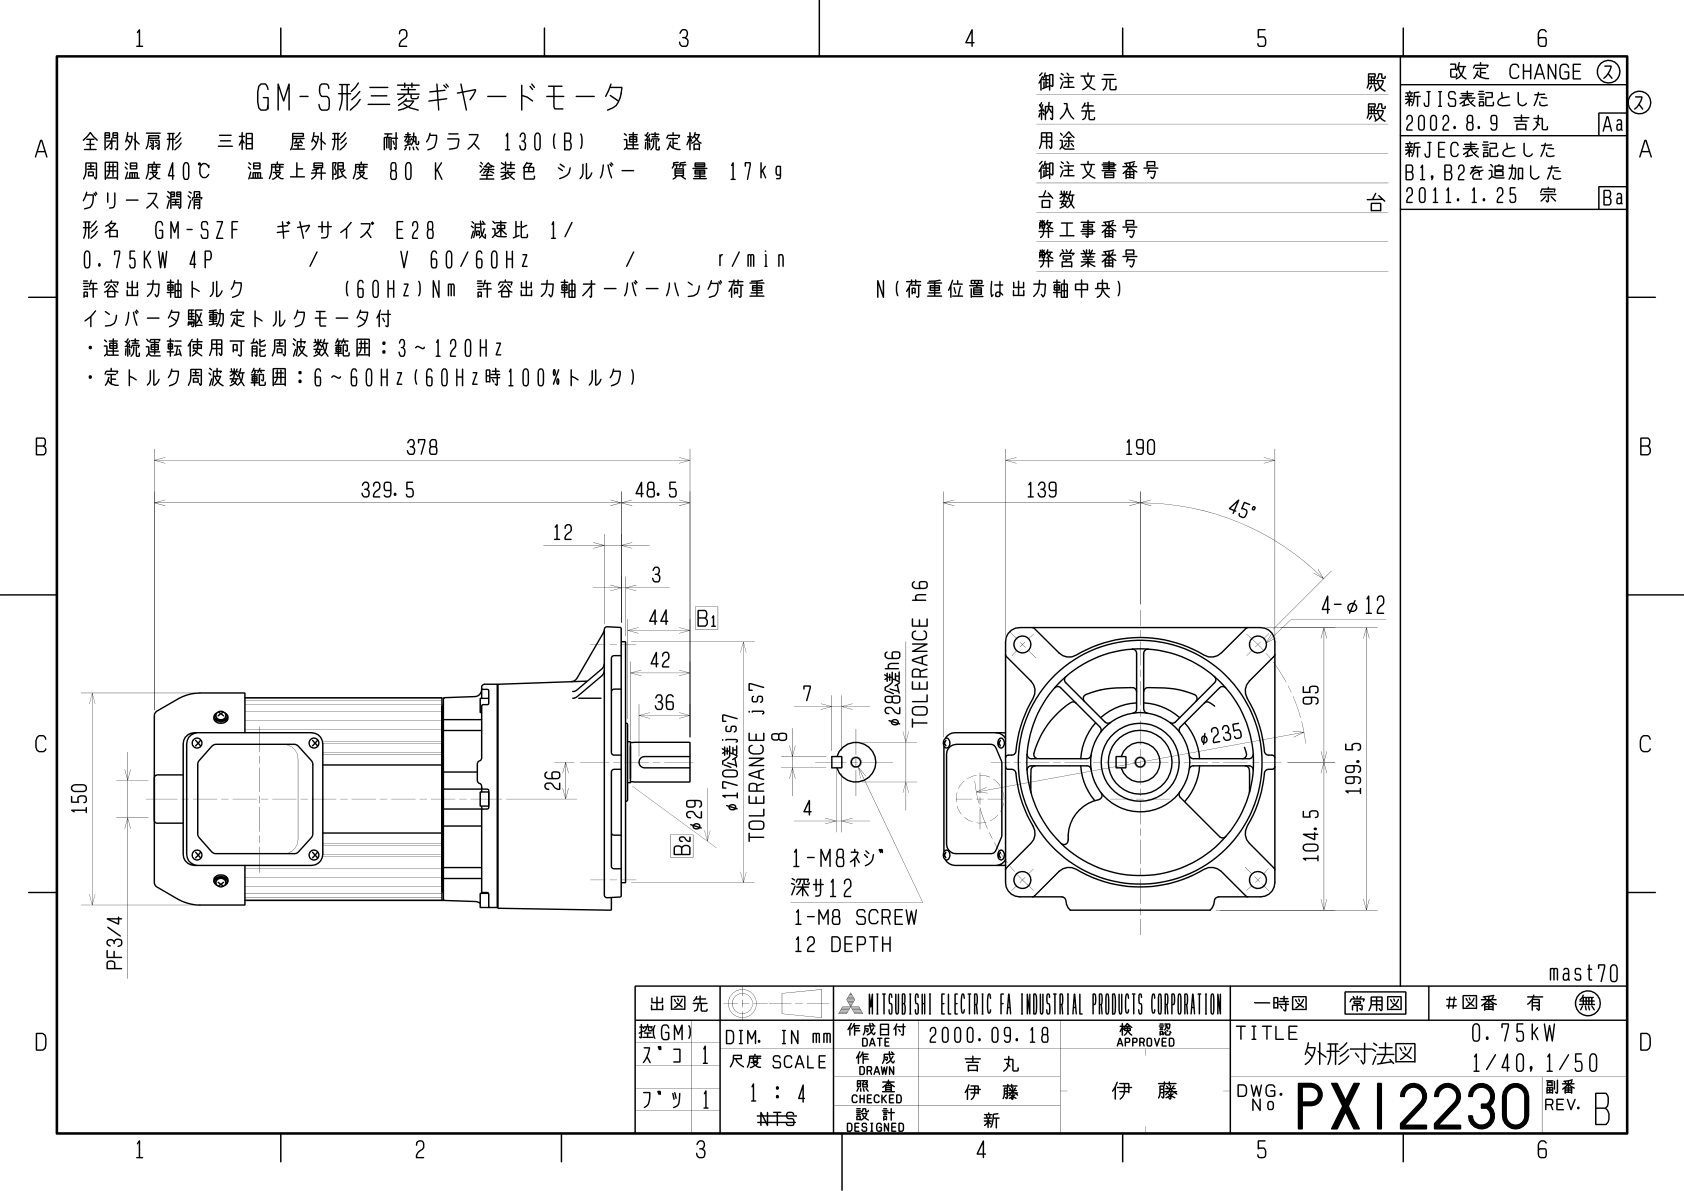 1 2 3 4 5 6
A
B
C
D
GM-S形三菱ギヤードモータ
全閉外扇形 三相 屋外形 耐熱クラス 130(B) 連続定格
周囲温度40℃ 温度上昇限度 80 K 塗装色 シルバー 質量 17kg
グリース潤滑
形名 GM-SZF ギヤサイズ E28 減速比 1/
0.75KW 4P / V 60/60Hz / r/min
許容出力軸トルク (60Hz)Nm 許容出力軸オーバーハング荷重 N(荷重位置は出力軸中央)
インバータ駆動定トルクモータ付
・連続運転使用可能周波数範囲:3~120Hz
・定トルク周波数範囲:6~60Hz(60Hz時100%トルク)
御注文元 殿
納入先 殿
用途
御注文書番号
台数 台
弊工事番号
弊営業番号
改定 CHANGE ス
ス
新JIS表記とした
2002.8.9 吉丸 Aa
新JEC表記とした
B1,B2を追加した
2011.1.25 宗 Ba
A
B
C
D
378
329.5 48.5
12
3
44 B1
42
36
26
150
PF3/4
φ29
B2
φ170公差js7
TOLERANCE js7
7
8
4
φ28公差h6
TOLERANCE h6
1-M8ネジ
深サ12
1-M8 SCREW
12 DEPTH
190
139
45°
4-φ12
φ235
95
104.5
199.5
mast70
出図先
控(GM)
ズコ 1
ブツ 1
DIM. IN mm
尺度 SCALE
1 : 4
NTS
MITSUBISHI ELECTRIC FA INDUSTRIAL PRODUCTS CORPORATION
作成日付
DATE
2000.09.18
検 認
APPROVED
作 成
DRAWN
吉 丸
照 査
CHECKED
伊 藤
伊 藤
設 計
DESIGNED
新
一時図 常用図 #図番 有 無
TITLE
外形寸法図
0.75kW
1/40,1/50
DWG.
No
PX12230
副番
REV.
B
1 2 3 4 5 6